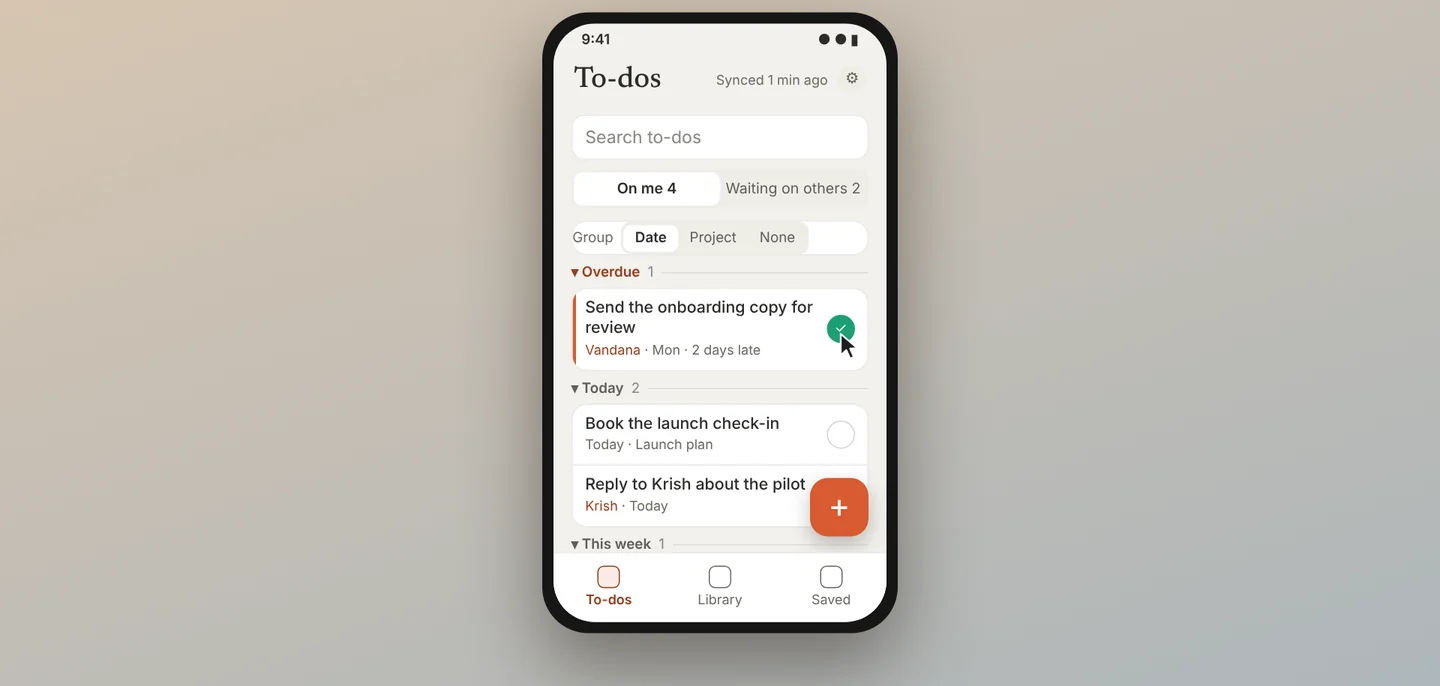 9:41
To-dos
Synced 1 min ago
Search to-dos
On me 4
Waiting on others 2
Group
Date
Project
None
Overdue 1
Send the onboarding copy for
review
Vandana · Mon · 2 days late
Today 2
Book the launch check-in
Today · Launch plan
Reply to Krish about the pilot
Krish · Today
This week 1
To-dos
Library
Saved